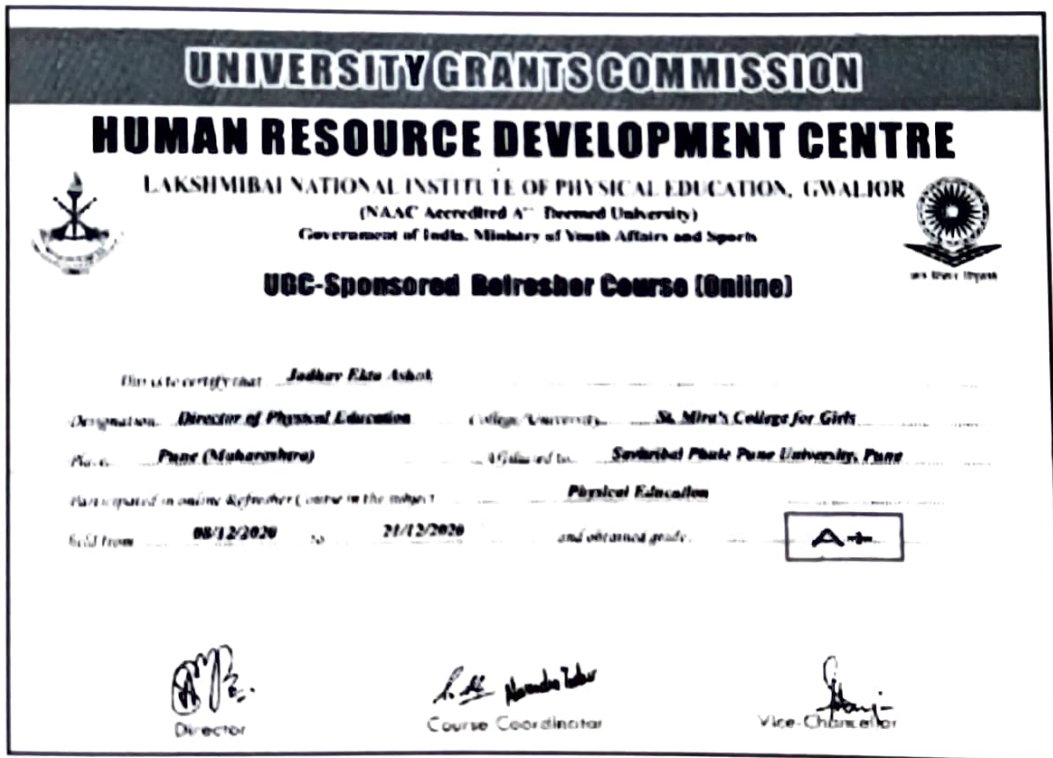 UNIVERSITY GRANTS COMMISSION
HUMAN RESOURCE DEVELOPMENT CENTRE
LAKSHMIBAI NATIONAL INSTITUTE OF PHYSICAL EDUCATION, GWALIOR
(NAAC Accredited Deemed University)
Government of India, Ministry of Youth Affairs and Sports
UGC-Sponsored Refresher Course (Online)
This is to certify that Jadhav Ekta Ashok
Designation Director of Physical Education College/University St. Mira's College for Girls
Place Pune (Maharashtra) Affiliated to Savitribai Phule Pune University, Pune
Participated in online Refresher Course in the subject Physical Education
held from 08/12/2020 to 21/12/2020 and obtained grade. A+
Director
Course Coordinator
Vice-Chancellor